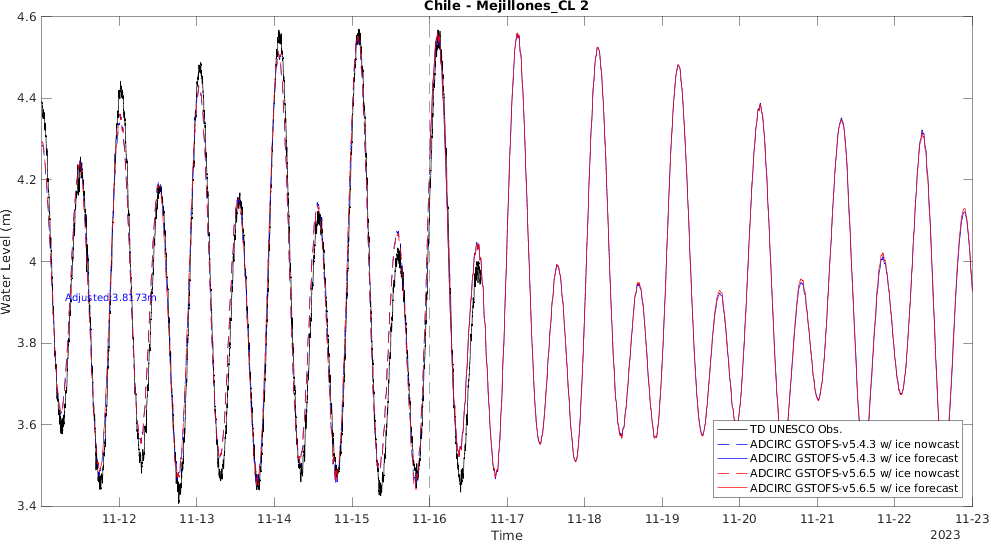 Chile - Mejillones_CL 2
4.6
4.4
4.2
4
3.8
3.6
3.4
Water Level (m)
Adjusted:3.8173m
TD UNESCO Obs.
ADCIRC GSTOFS-v5.4.3 w/ ice nowcast
ADCIRC GSTOFS-v5.4.3 w/ ice forecast
ADCIRC GSTOFS-v5.6.5 w/ ice nowcast
ADCIRC GSTOFS-v5.6.5 w/ ice forecast
11-12 11-13 11-14 11-15 11-16 11-17 11-18 11-19 11-20 11-21 11-22 11-23
Time
2023